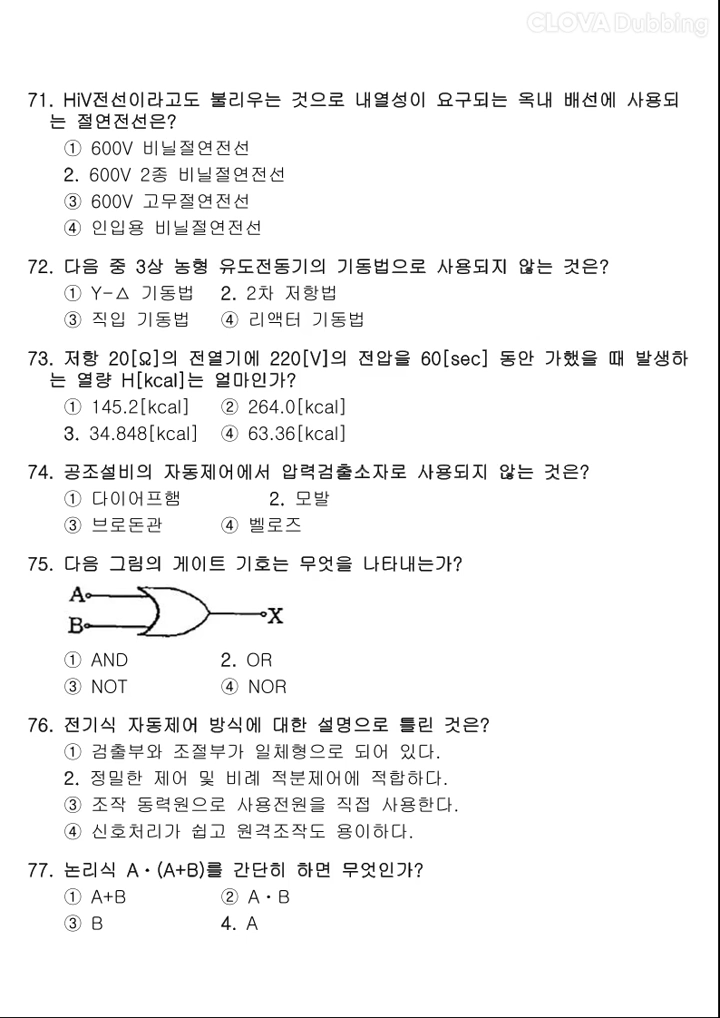 CLOVA Dubbing
71. HiV전선이라고도 불리우는 것으로 내열성이 요구되는 옥내 배선에 사용되
는 절연전선은?
① 600V 비닐절연전선
2. 600V 2종 비닐절연전선
③ 600V 고무절연전선
④ 인입용 비닐절연전선
72. 다음 중 3상 농형 유도전동기의 기동법으로 사용되지 않는 것은?
① Y-△ 기동법 2. 2차 저항법
③ 직입 기동법 ④ 리액터 기동법
73. 저항 20[Ω]의 전열기에 220[V]의 전압을 60[sec] 동안 가했을 때 발생하
는 열량 H[kcal]는 얼마인가?
① 145.2[kcal] ② 264.0[kcal]
3. 34.848[kcal] ④ 63.36[kcal]
74. 공조설비의 자동제어에서 압력검출소자로 사용되지 않는 것은?
① 다이어프햄 2. 모발
③ 브로돈관 ④ 벨로즈
75. 다음 그림의 게이트 기호는 무엇을 나타내는가?
A
B
X
① AND 2. OR
③ NOT ④ NOR
76. 전기식 자동제어 방식에 대한 설명으로 틀린 것은?
① 검출부와 조절부가 일체형으로 되어 있다.
2. 정밀한 제어 및 비례 적분제어에 적합하다.
③ 조작 동력원으로 사용전원을 직접 사용한다.
④ 신호처리가 쉽고 원격조작도 용이하다.
77. 논리식 A·(A+B)를 간단히 하면 무엇인가?
① A+B ② A·B
③ B 4. A